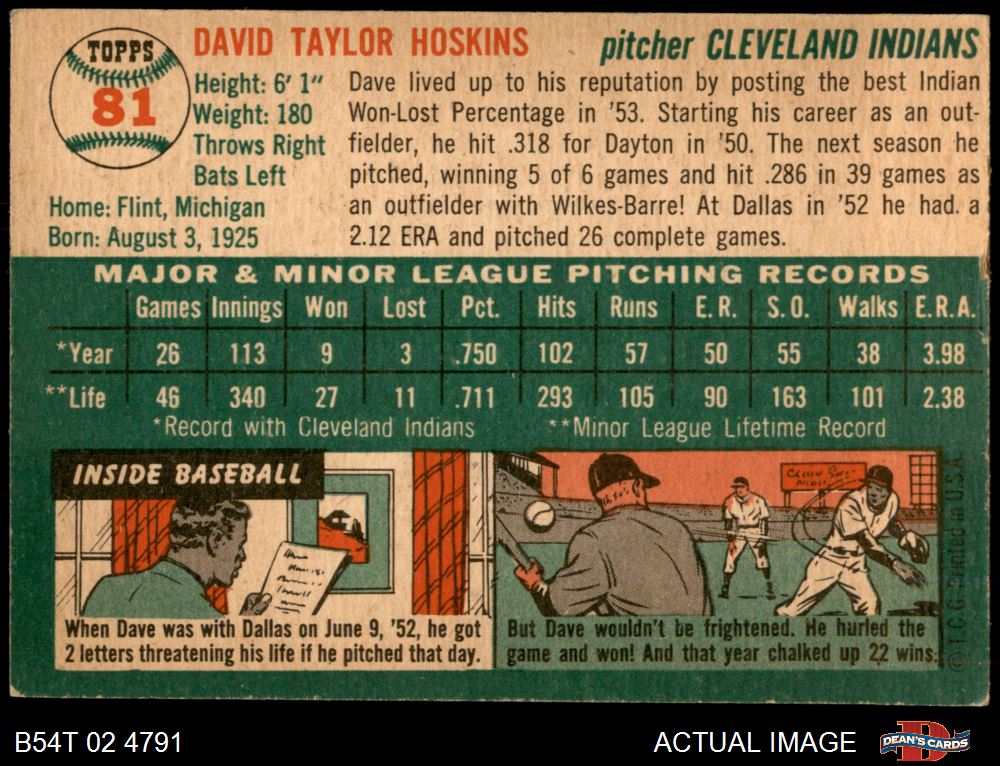 TOPPS
81
DAVID TAYLOR HOSKINS
pitcher CLEVELAND INDIANS
Height: 6' 1"
Weight: 180
Throws Right
Bats Left
Home: Flint, Michigan
Born: August 3, 1925
Dave lived up to his reputation by posting the best Indian
Won-Lost Percentage in '53. Starting his career as an out-
fielder, he hit .318 for Dayton in '50. The next season he
pitched, winning 5 of 6 games and hit .286 in 39 games as
an outfielder with Wilkes-Barre! At Dallas in '52 he had a
2.12 ERA and pitched 26 complete games.
MAJOR & MINOR LEAGUE PITCHING RECORDS
Games Innings Won Lost Pct. Hits Runs E.R. S.O. Walks E.R.A.
*Year 26 113 9 3 .750 102 57 50 55 38 3.98
**Life 46 340 27 11 .711 293 105 90 163 101 2.38
*Record with Cleveland Indians **Minor League Lifetime Record
INSIDE BASEBALL
When Dave was with Dallas on June 9, '52, he got
2 letters threatening his life if he pitched that day.
But Dave wouldn't be frightened. He hurled the
game and won! And that year chalked up 22 wins.
© T.C.G. Printed in U.S.A.
B54T 02 4791
ACTUAL IMAGE
D
DEAN'S CARDS